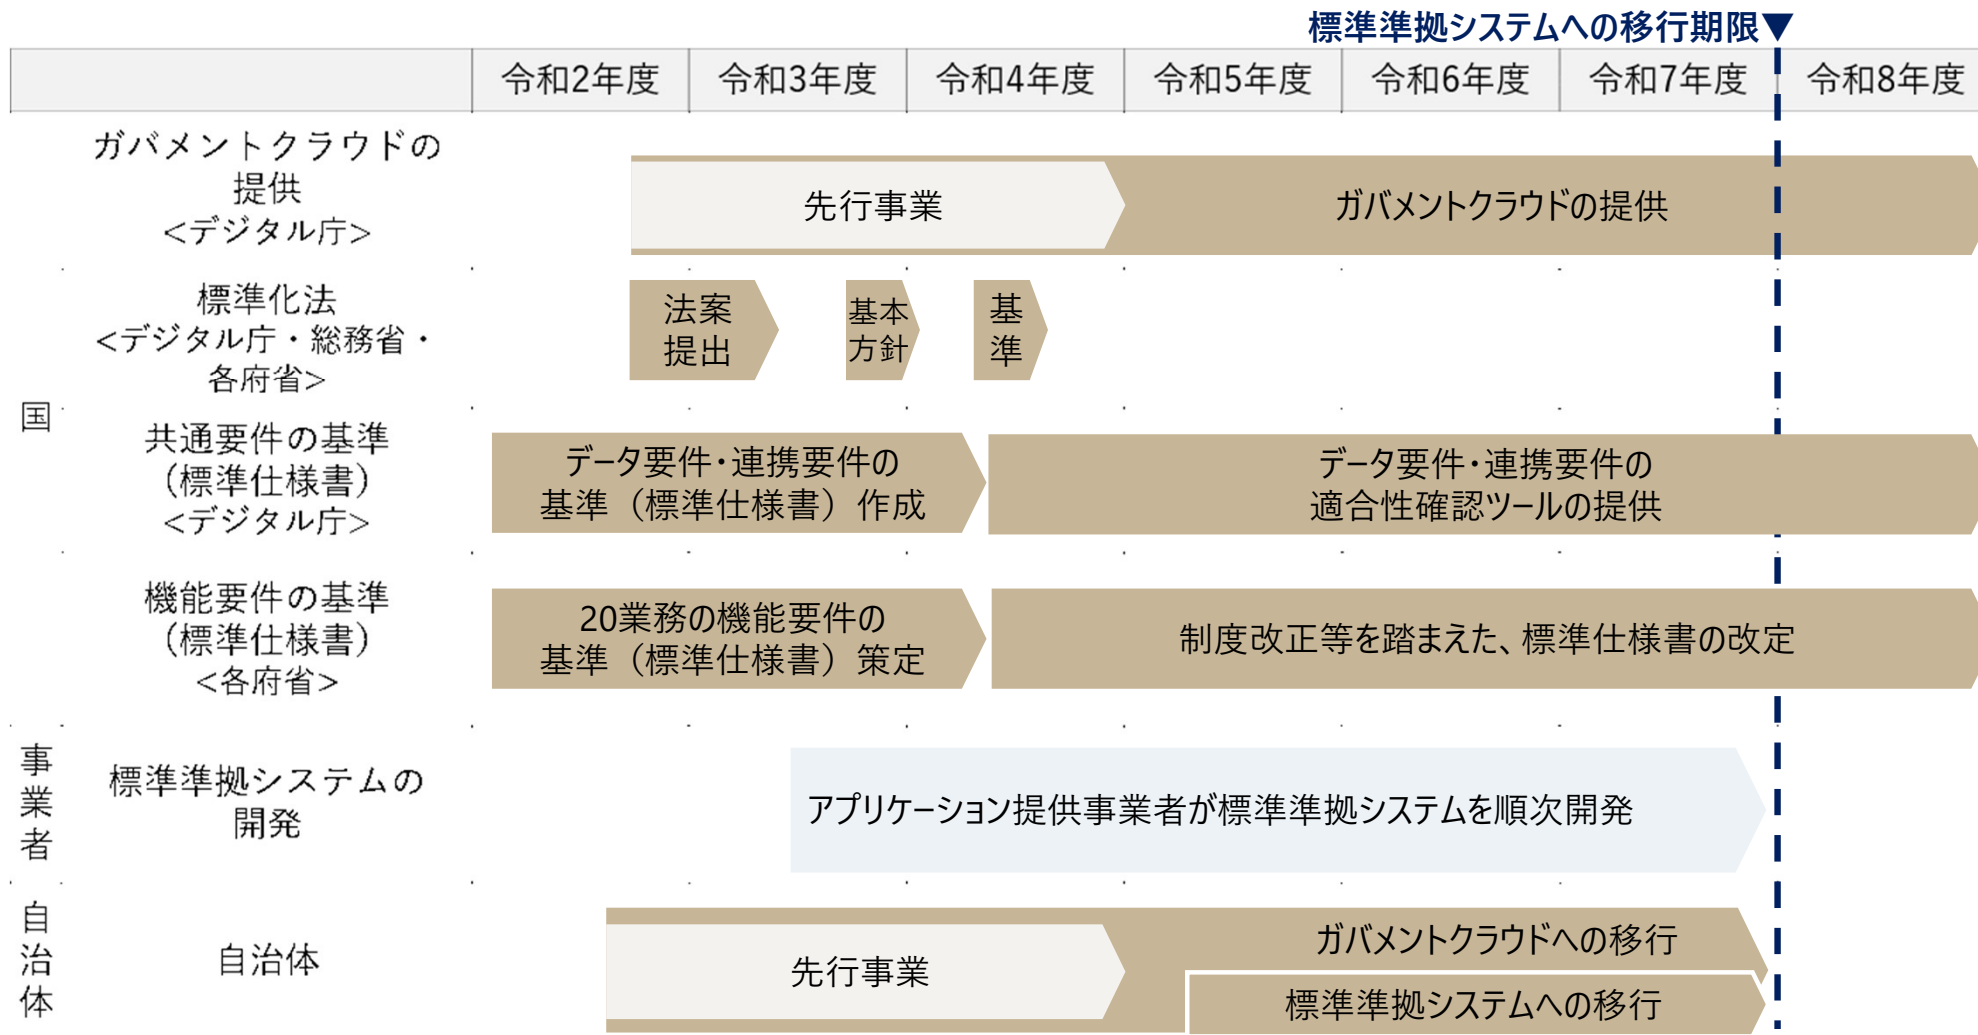 標準準拠システムへの移行期限▼
令和2年度 令和3年度 令和4年度 令和5年度 令和6年度 令和7年度 令和8年度
国
ガバメントクラウドの
提供
<デジタル庁>
先行事業
ガバメントクラウドの提供
標準化法
<デジタル庁・総務省・
各府省>
法案
提出
基本
方針
基
準
共通要件の基準
（標準仕様書）
<デジタル庁>
データ要件・連携要件の
基準（標準仕様書）作成
データ要件・連携要件の
適合性確認ツールの提供
機能要件の基準
（標準仕様書）
<各府省>
20業務の機能要件の
基準（標準仕様書）策定
制度改正等を踏まえた、標準仕様書の改定
事業者
標準準拠システムの
開発
アプリケーション提供事業者が標準準拠システムを順次開発
自治体
自治体
先行事業
ガバメントクラウドへの移行
標準準拠システムへの移行